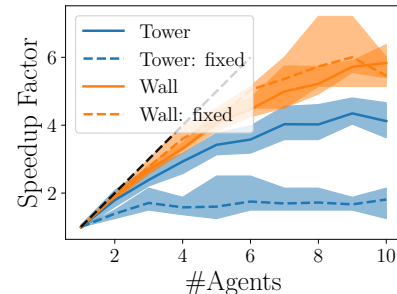 Tower
Tower: fixed
Wall
Wall: fixed
Speedup Factor
6
4
2
2
4
6
8
10
#Agents